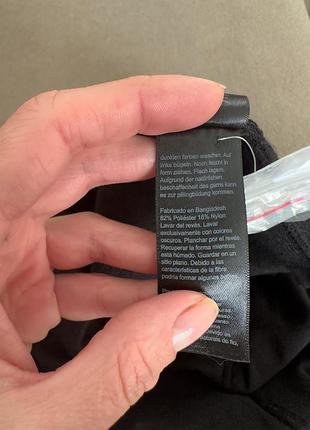 dunklen farben waschen. Auf
links bügeln. Noch feucht in
form ziehen. Flach lagern.
Aufgrund der natürlichen
beschaffenheit des garns kann
es zur pillingbildung kommen.
Fabricado en Bangladesh
82% Poliéster 18% Nylon
Lavar del revés. Lavar
exclusivamente con colores
oscuros. Planchar por el revés.
Recuperar la forma mientras
está húmedo. Guardar en un
sitio plano. Debido a las
características de la fibre
podría formar algunos